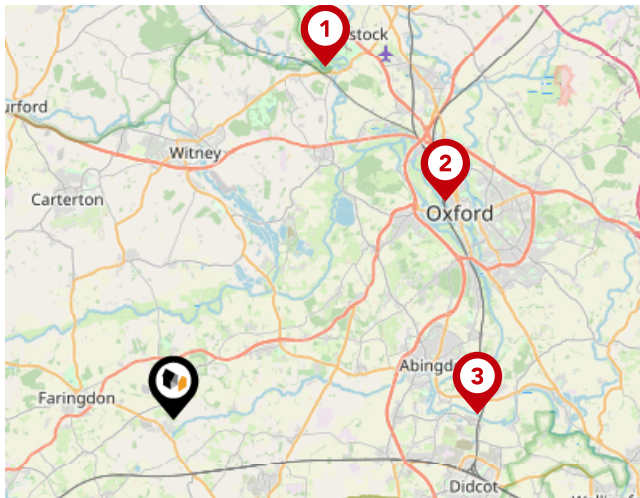 1
stock
urford
Witney
2
Carterton
Oxford
Abingd
3
Faringdon
Didcot